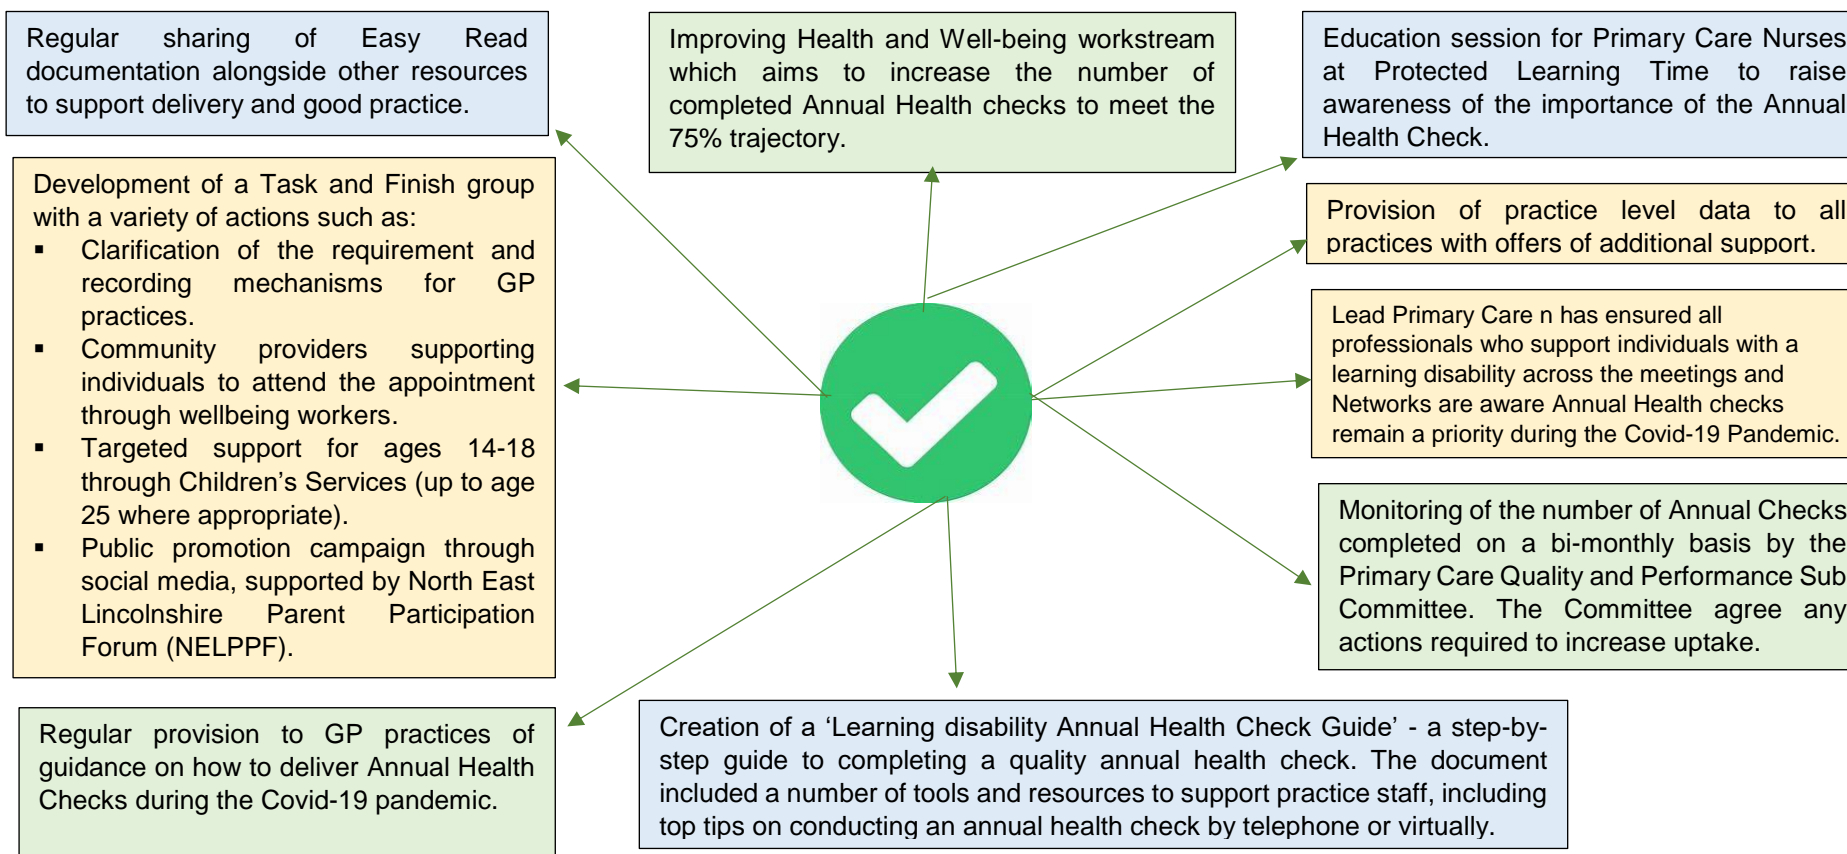 Regular sharing of Easy Read
documentation alongside other resources
to support delivery and good practice.
Improving Health and Well-being workstream
which aims to increase the number of
completed Annual Health checks to meet the
75% trajectory.
Education session for Primary Care Nurses
at Protected Learning Time to raise
awareness of the importance of the Annual
Health Check.
Development of a Task and Finish group
with a variety of actions such as:
▪ Clarification of the requirement and
recording mechanisms for GP
practices.
▪ Community providers supporting
individuals to attend the appointment
through wellbeing workers.
▪ Targeted support for ages 14-18
through Children’s Services (up to age
25 where appropriate).
▪ Public promotion campaign through
social media, supported by North East
Lincolnshire Parent Participation
Forum (NELPPF).
Provision of practice level data to all
practices with offers of additional support.
Lead Primary Care n has ensured all
professionals who support individuals with a
learning disability across the meetings and
Networks are aware Annual Health checks
remain a priority during the Covid-19 Pandemic.
Monitoring of the number of Annual Checks
completed on a bi-monthly basis by the
Primary Care Quality and Performance Sub
Committee. The Committee agree any
actions required to increase uptake.
Regular provision to GP practices of
guidance on how to deliver Annual Health
Checks during the Covid-19 pandemic.
Creation of a ‘Learning disability Annual Health Check Guide’ - a step-by-
step guide to completing a quality annual health check. The document
included a number of tools and resources to support practice staff, including
top tips on conducting an annual health check by telephone or virtually.